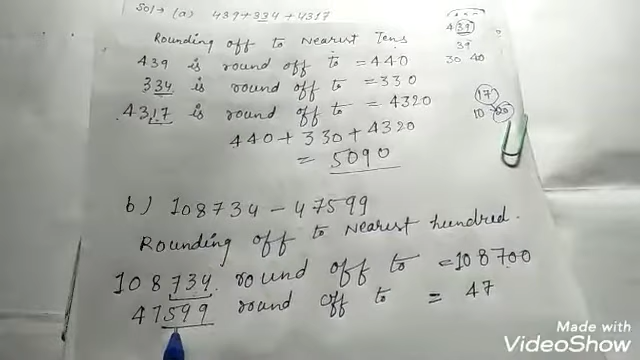 Sol → (a) 439+334+4317
Rounding off to Nearest Tens
439 is round off to = 440
334 is round off to = 330
4317 is round off to = 4320
440+330+4320
= 5090
439
39
30 40
17
10 20
b) 108734 - 47599
Rounding off to Nearest hundred.
108734. round off to = 108700
47599 round off to = 47
Made With
VideoShow